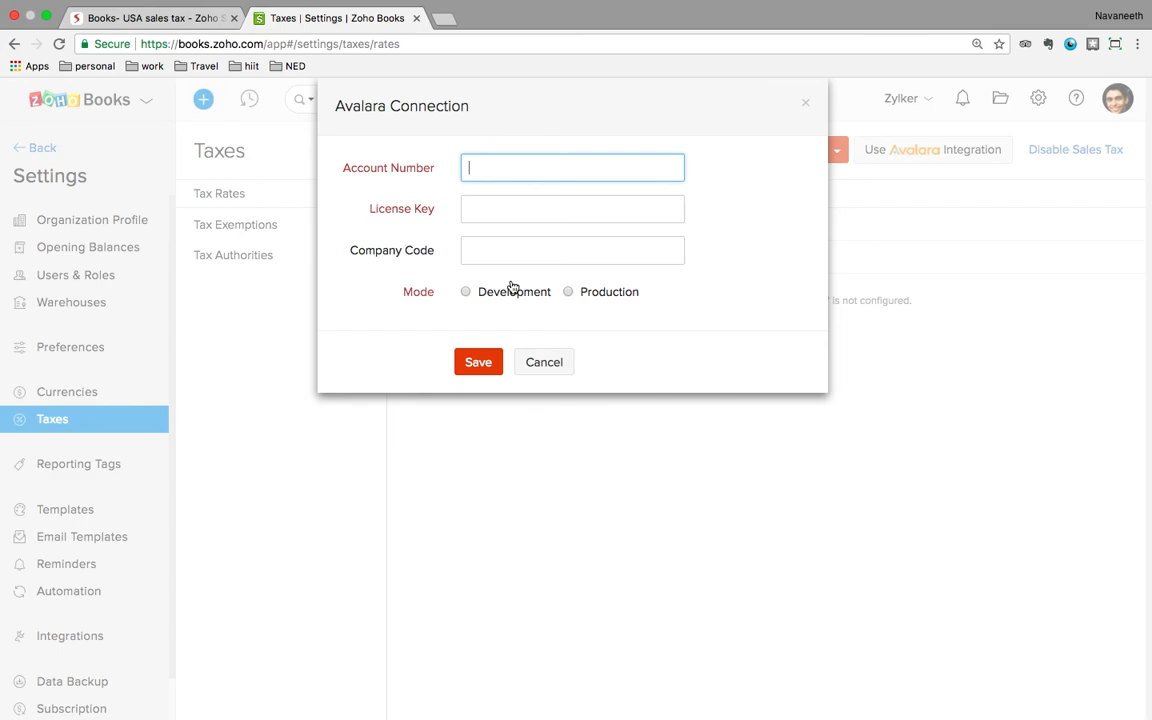 Books- USA sales tax - Zoho S
Taxes | Settings | Zoho Books
Navaneeth
Secure
https://books.zoho.com/app#/settings/taxes/rates
Apps
personal
work
Travel
hiit
NED
ZOHO Books
Zylker
Avalara Connection
Back
Settings
Taxes
Use Avalara Integration
Disable Sales Tax
Account Number
License Key
Company Code
Mode
Development
Production
Save
Cancel
Tax Rates
Tax Exemptions
Tax Authorities
' is not configured.
Organization Profile
Opening Balances
Users & Roles
Warehouses
Preferences
Currencies
Taxes
Reporting Tags
Templates
Email Templates
Reminders
Automation
Integrations
Data Backup
Subscription